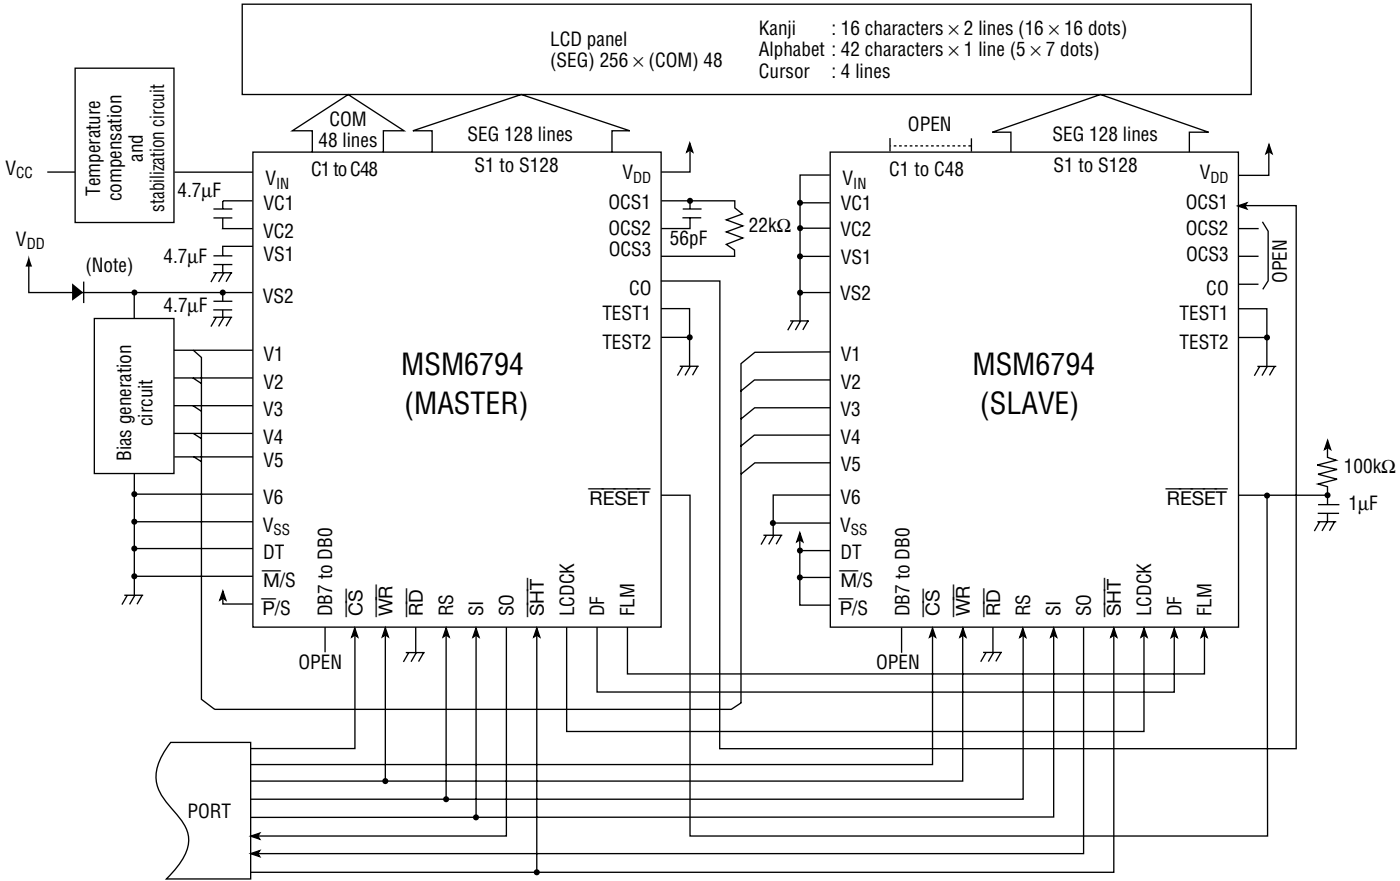 LCD panel
(SEG) 256 × (COM) 48
Kanji : 16 characters × 2 lines (16 × 16 dots)
Alphabet : 42 characters × 1 line (5 × 7 dots)
Cursor : 4 lines
Temperature
compensation
and
stabilization circuit
VCC
VDD
(Note)
4.7μF
4.7μF
4.7μF
Bias generation
circuit
COM
48 lines
SEG 128 lines
C1 to C48
S1 to S128
VIN
VC1
VC2
VS1
VS2
V1
V2
V3
V4
V5
V6
VSS
DT
M/S
P/S
MSM6794
(MASTER)
VDD
OCS1
OCS2
OCS3
CO
TEST1
TEST2
RESET
56pF
22kΩ
DB7 to DB0
CS
WR
RD
RS
SI
SO
SHT
LCDCK
DF
FLM
OPEN
OPEN
SEG 128 lines
C1 to C48
S1 to S128
VIN
VC1
VC2
VS1
VS2
V1
V2
V3
V4
V5
V6
VSS
DT
M/S
P/S
MSM6794
(SLAVE)
VDD
OCS1
OCS2
OCS3
CO
OPEN
TEST1
TEST2
RESET
100kΩ
1μF
DB7 to DB0
CS
WR
RD
RS
SI
SO
SHT
LCDCK
DF
FLM
OPEN
PORT